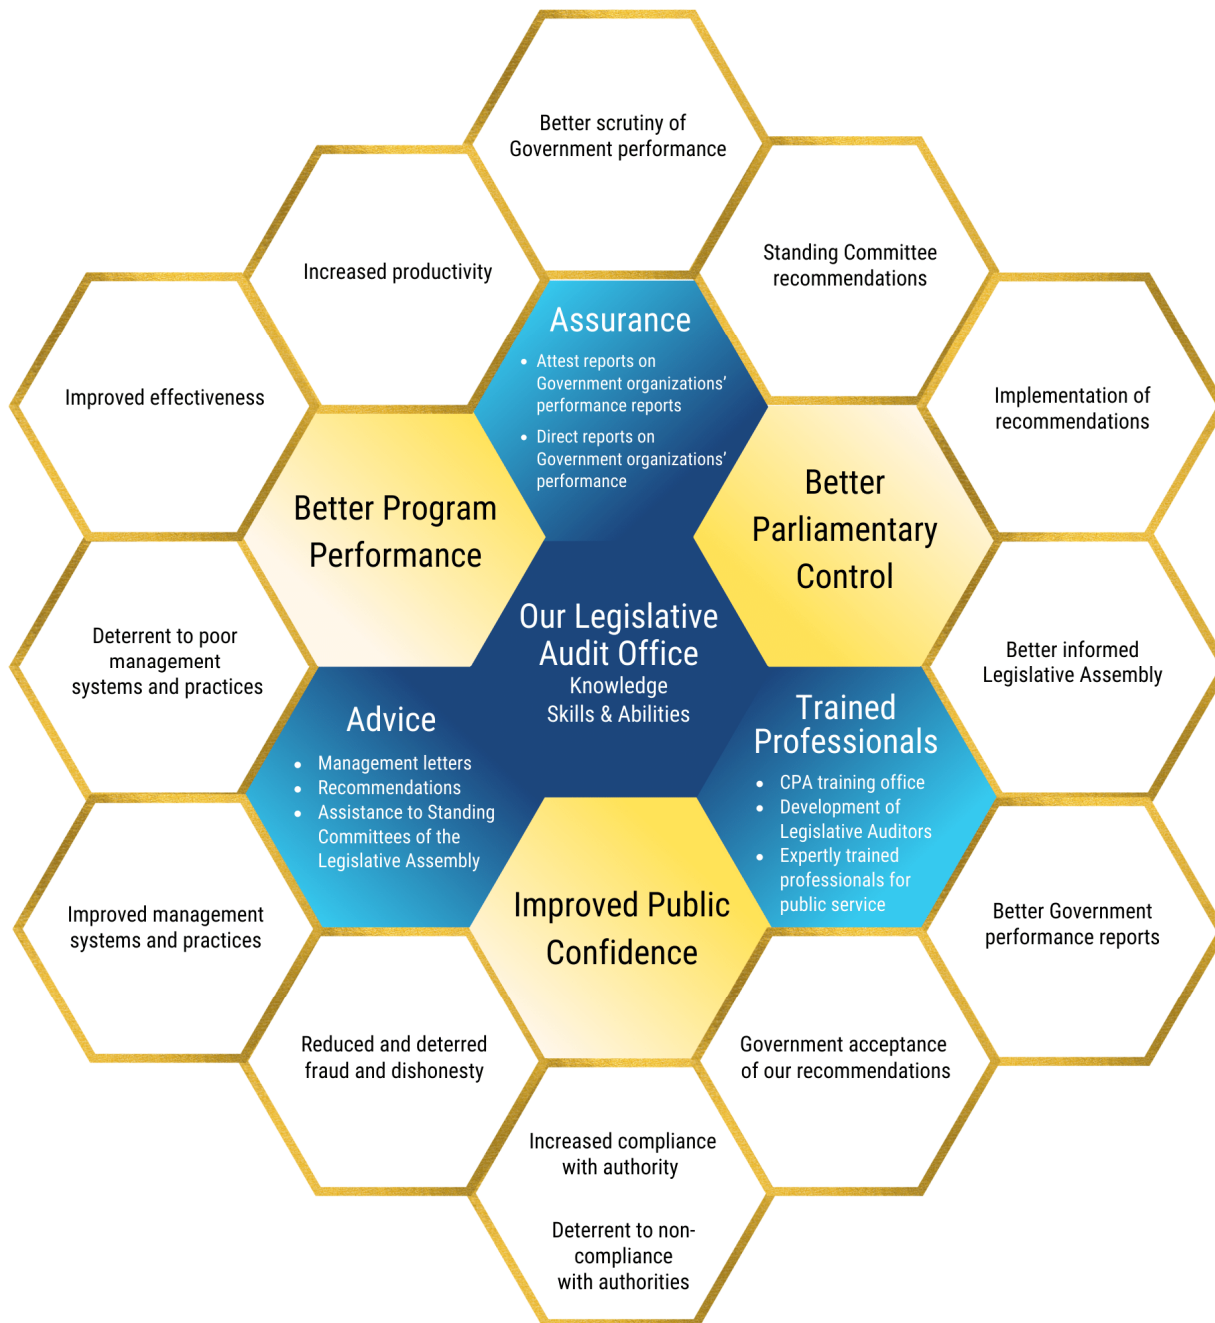 Better scrutiny of
Government performance
Increased productivity
Standing Committee
recommendations
Improved effectiveness
Assurance
• Attest reports on
Government organizations’
performance reports
• Direct reports on
Government organizations’
performance
Implementation of
recommendations
Better Program
Performance
Better
Parliamentary
Control
Our Legislative
Audit Office
Knowledge
Skills & Abilities
Deterrent to poor
management
systems and practices
Better informed
Legislative Assembly
Advice
• Management letters
• Recommendations
• Assistance to Standing
Committees of the
Legislative Assembly
Trained
Professionals
• CPA training office
• Development of
Legislative Auditors
• Expertly trained
professionals for
public service
Improved management
systems and practices
Improved Public
Confidence
Better Government
performance reports
Reduced and deterred
fraud and dishonesty
Government acceptance
of our recommendations
Increased compliance
with authority
Deterrent to non-
compliance
with authorities